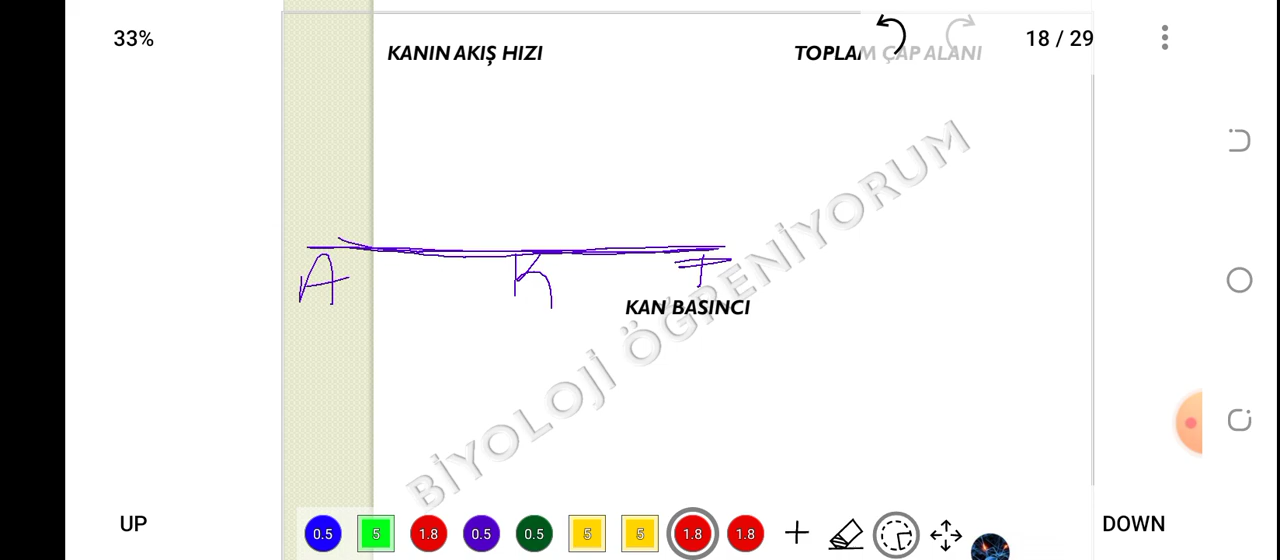 33%
18 / 29
KANIN AKIŞ HIZI
TOPLAM ÇAP ALANI
A K T
KAN BASINCI
BİYOLOJİ ÖĞRENİYORUM
UP
DOWN
0.5 5 1.8 0.5 0.5 5 5 1.8 1.8